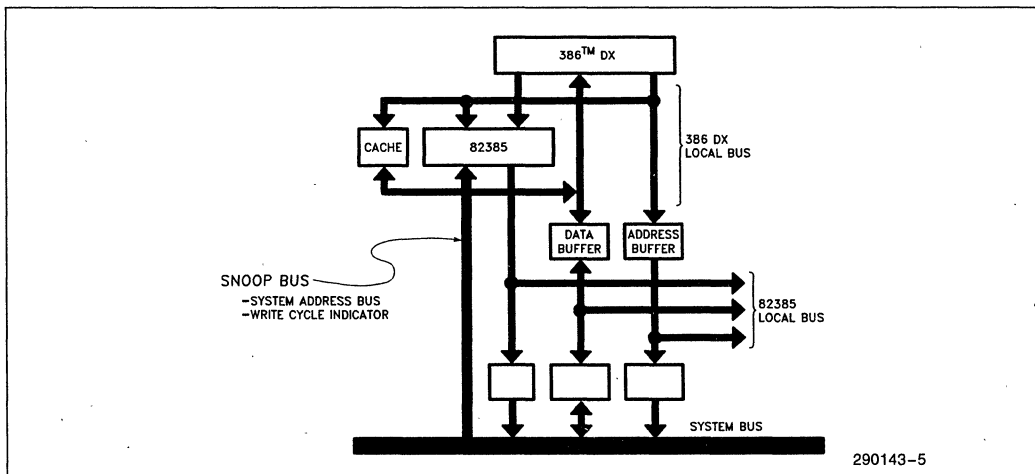 386™ DX
CACHE
82385
386 DX
LOCAL BUS
DATA
BUFFER
ADDRESS
BUFFER
SNOOP BUS
-SYSTEM ADDRESS BUS
-WRITE CYCLE INDICATOR
82385
LOCAL BUS
SYSTEM BUS
290143-5